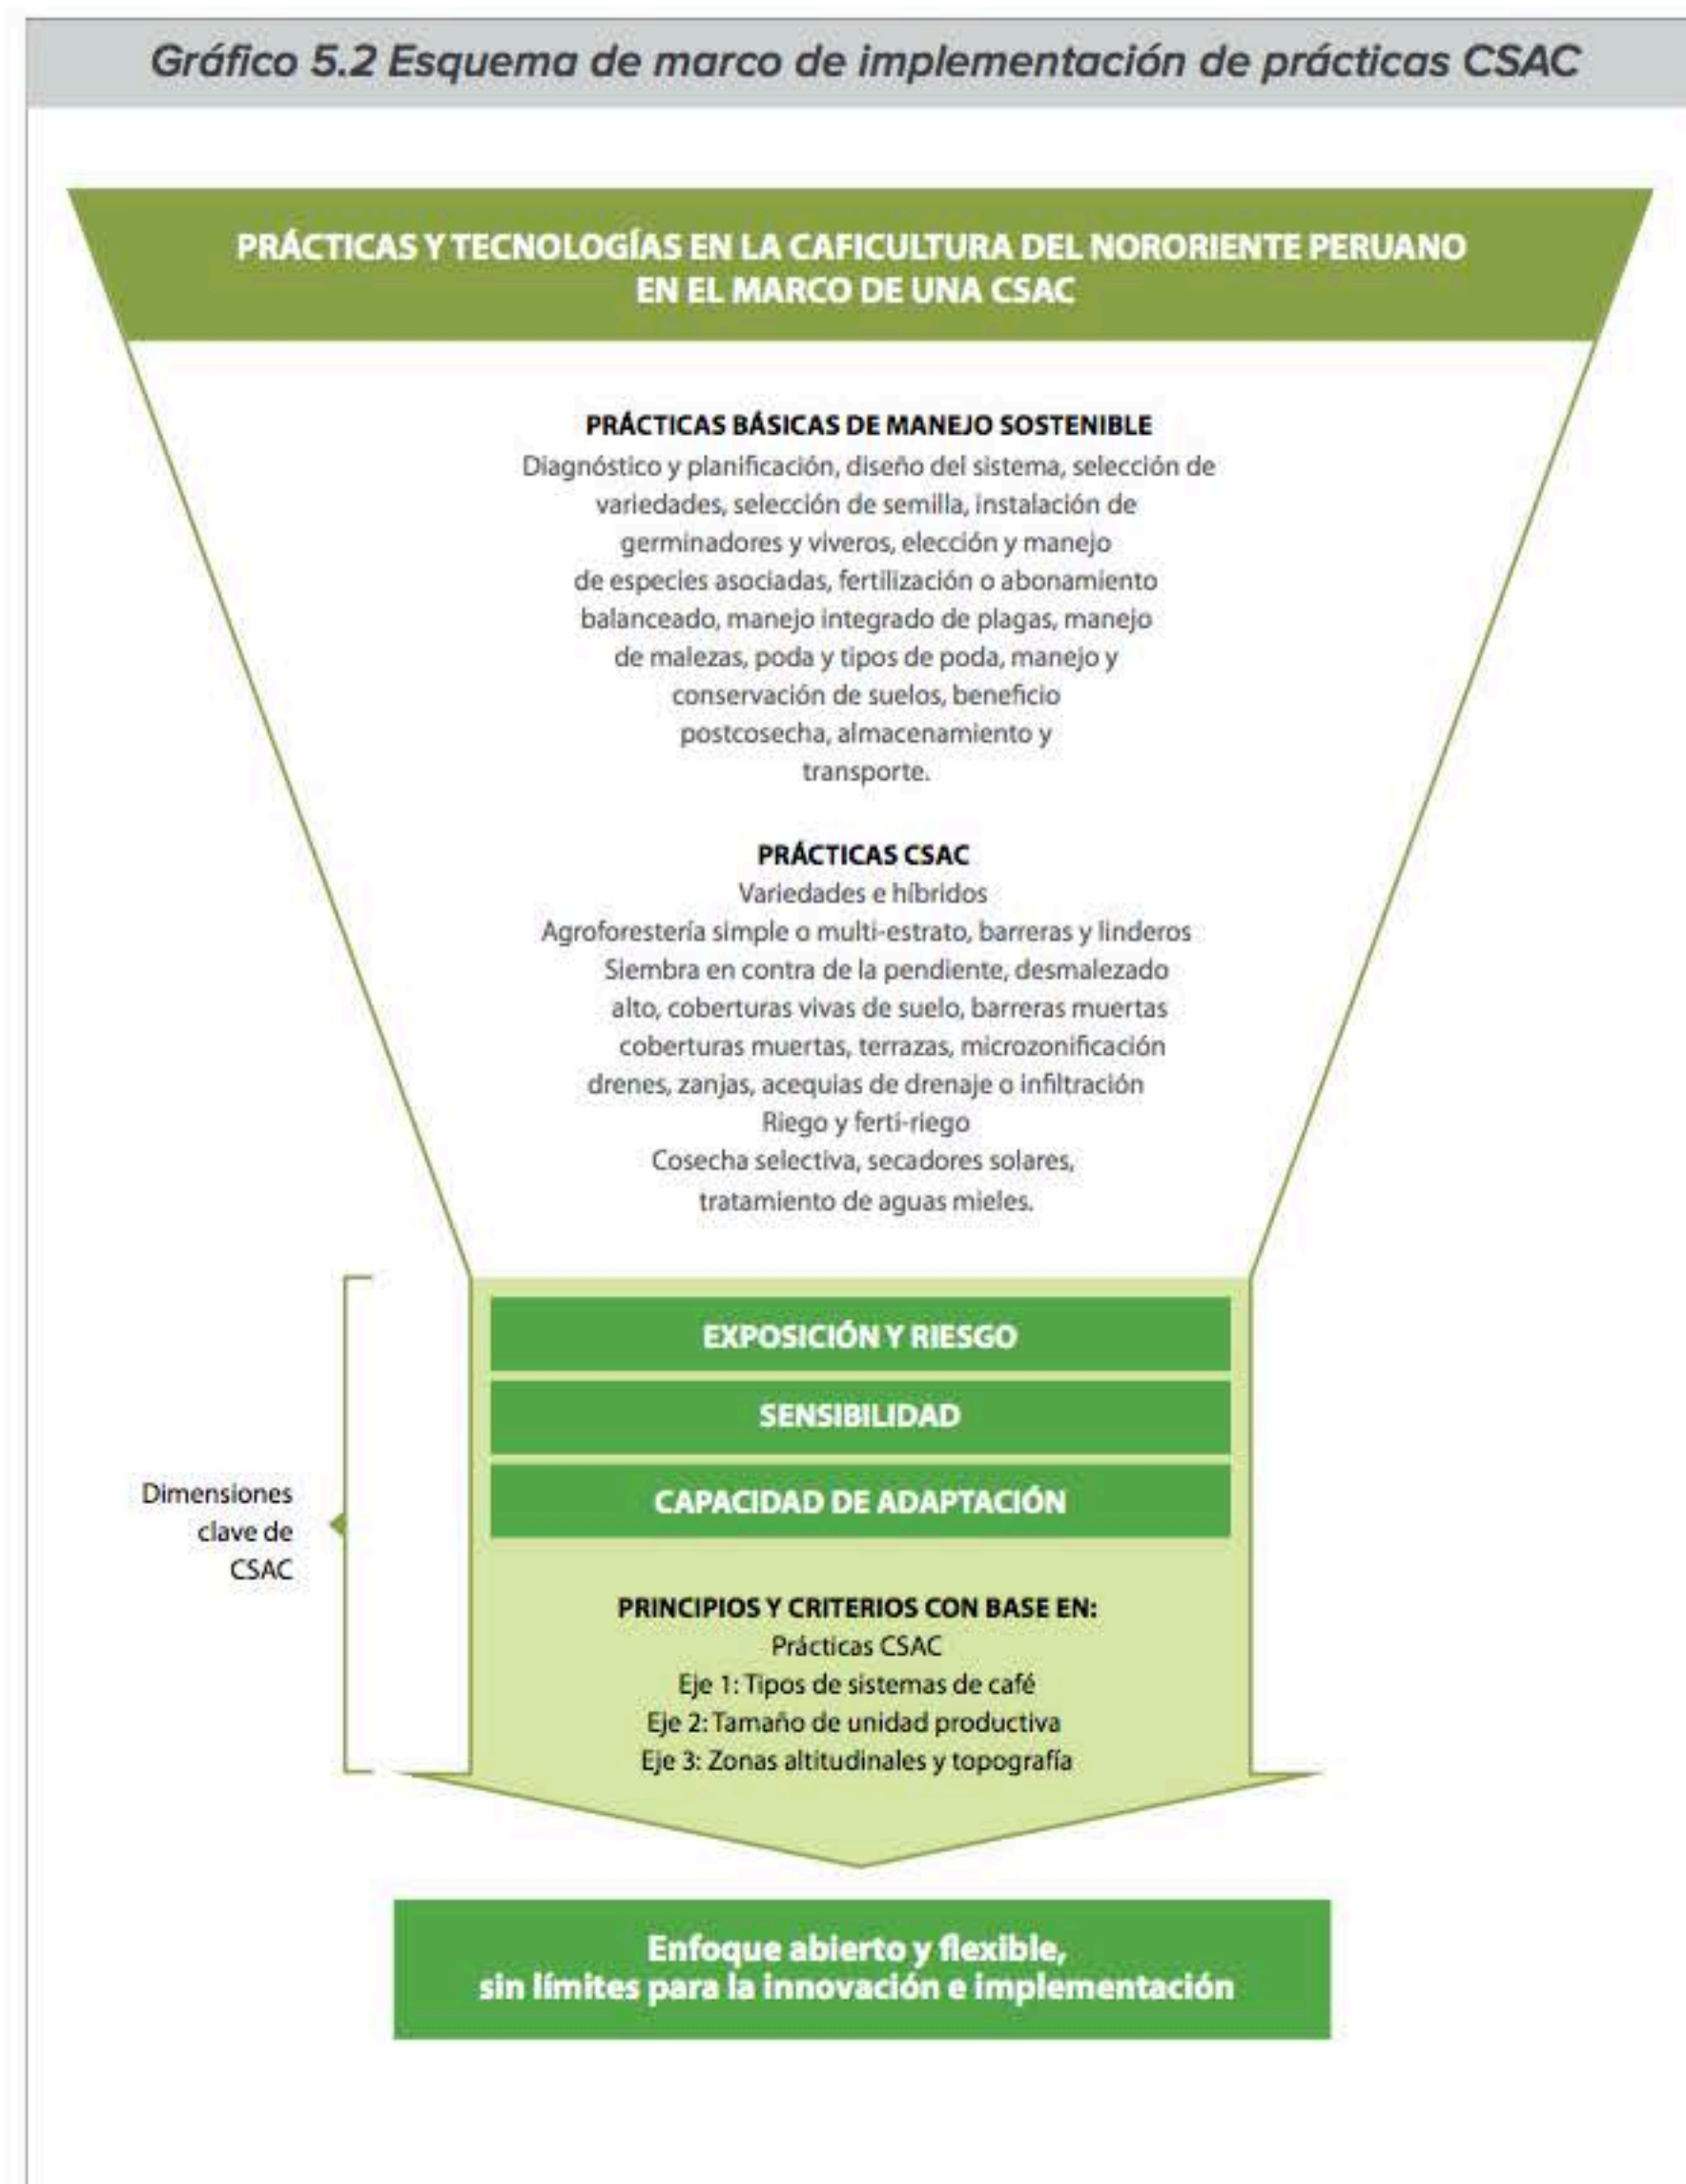 Gráfico 5.2 Esquema de marco de implementación de prácticas CSAC
PRÁCTICAS Y TECNOLOGÍAS EN LA CAFICULTURA DEL NORORIENTE PERUANO
EN EL MARCO DE UNA CSAC
PRÁCTICAS BÁSICAS DE MANEJO SOSTENIBLE
Diagnóstico y planificación, diseño del sistema, selección de
variedades, selección de semilla, instalación de
germinadores y viveros, elección y manejo
de especies asociadas, fertilización o abonamiento
balanceado, manejo integrado de plagas, manejo
de malezas, poda y tipos de poda, manejo y
conservación de suelos, beneficio
postcosecha, almacenamiento y
transporte.
PRÁCTICAS CSAC
Variedades e híbridos
Agroforestería simple o multi-estrato, barreras y linderos
Siembra en contra de la pendiente, desmalezado
alto, coberturas vivas de suelo, barreras muertas
coberturas muertas, terrazas, microzonificación
drenes, zanjas, acequias de drenaje o infiltración
Riego y ferti-riego
Cosecha selectiva, secadores solares,
tratamiento de aguas mieles.
EXPOSICIÓN Y RIESGO
SENSIBILIDAD
CAPACIDAD DE ADAPTACIÓN
Dimensiones
clave de
CSAC
PRINCIPIOS Y CRITERIOS CON BASE EN:
Prácticas CSAC
Eje 1: Tipos de sistemas de café
Eje 2: Tamaño de unidad productiva
Eje 3: Zonas altitudinales y topografía
Enfoque abierto y flexible,
sin límites para la innovación e implementación